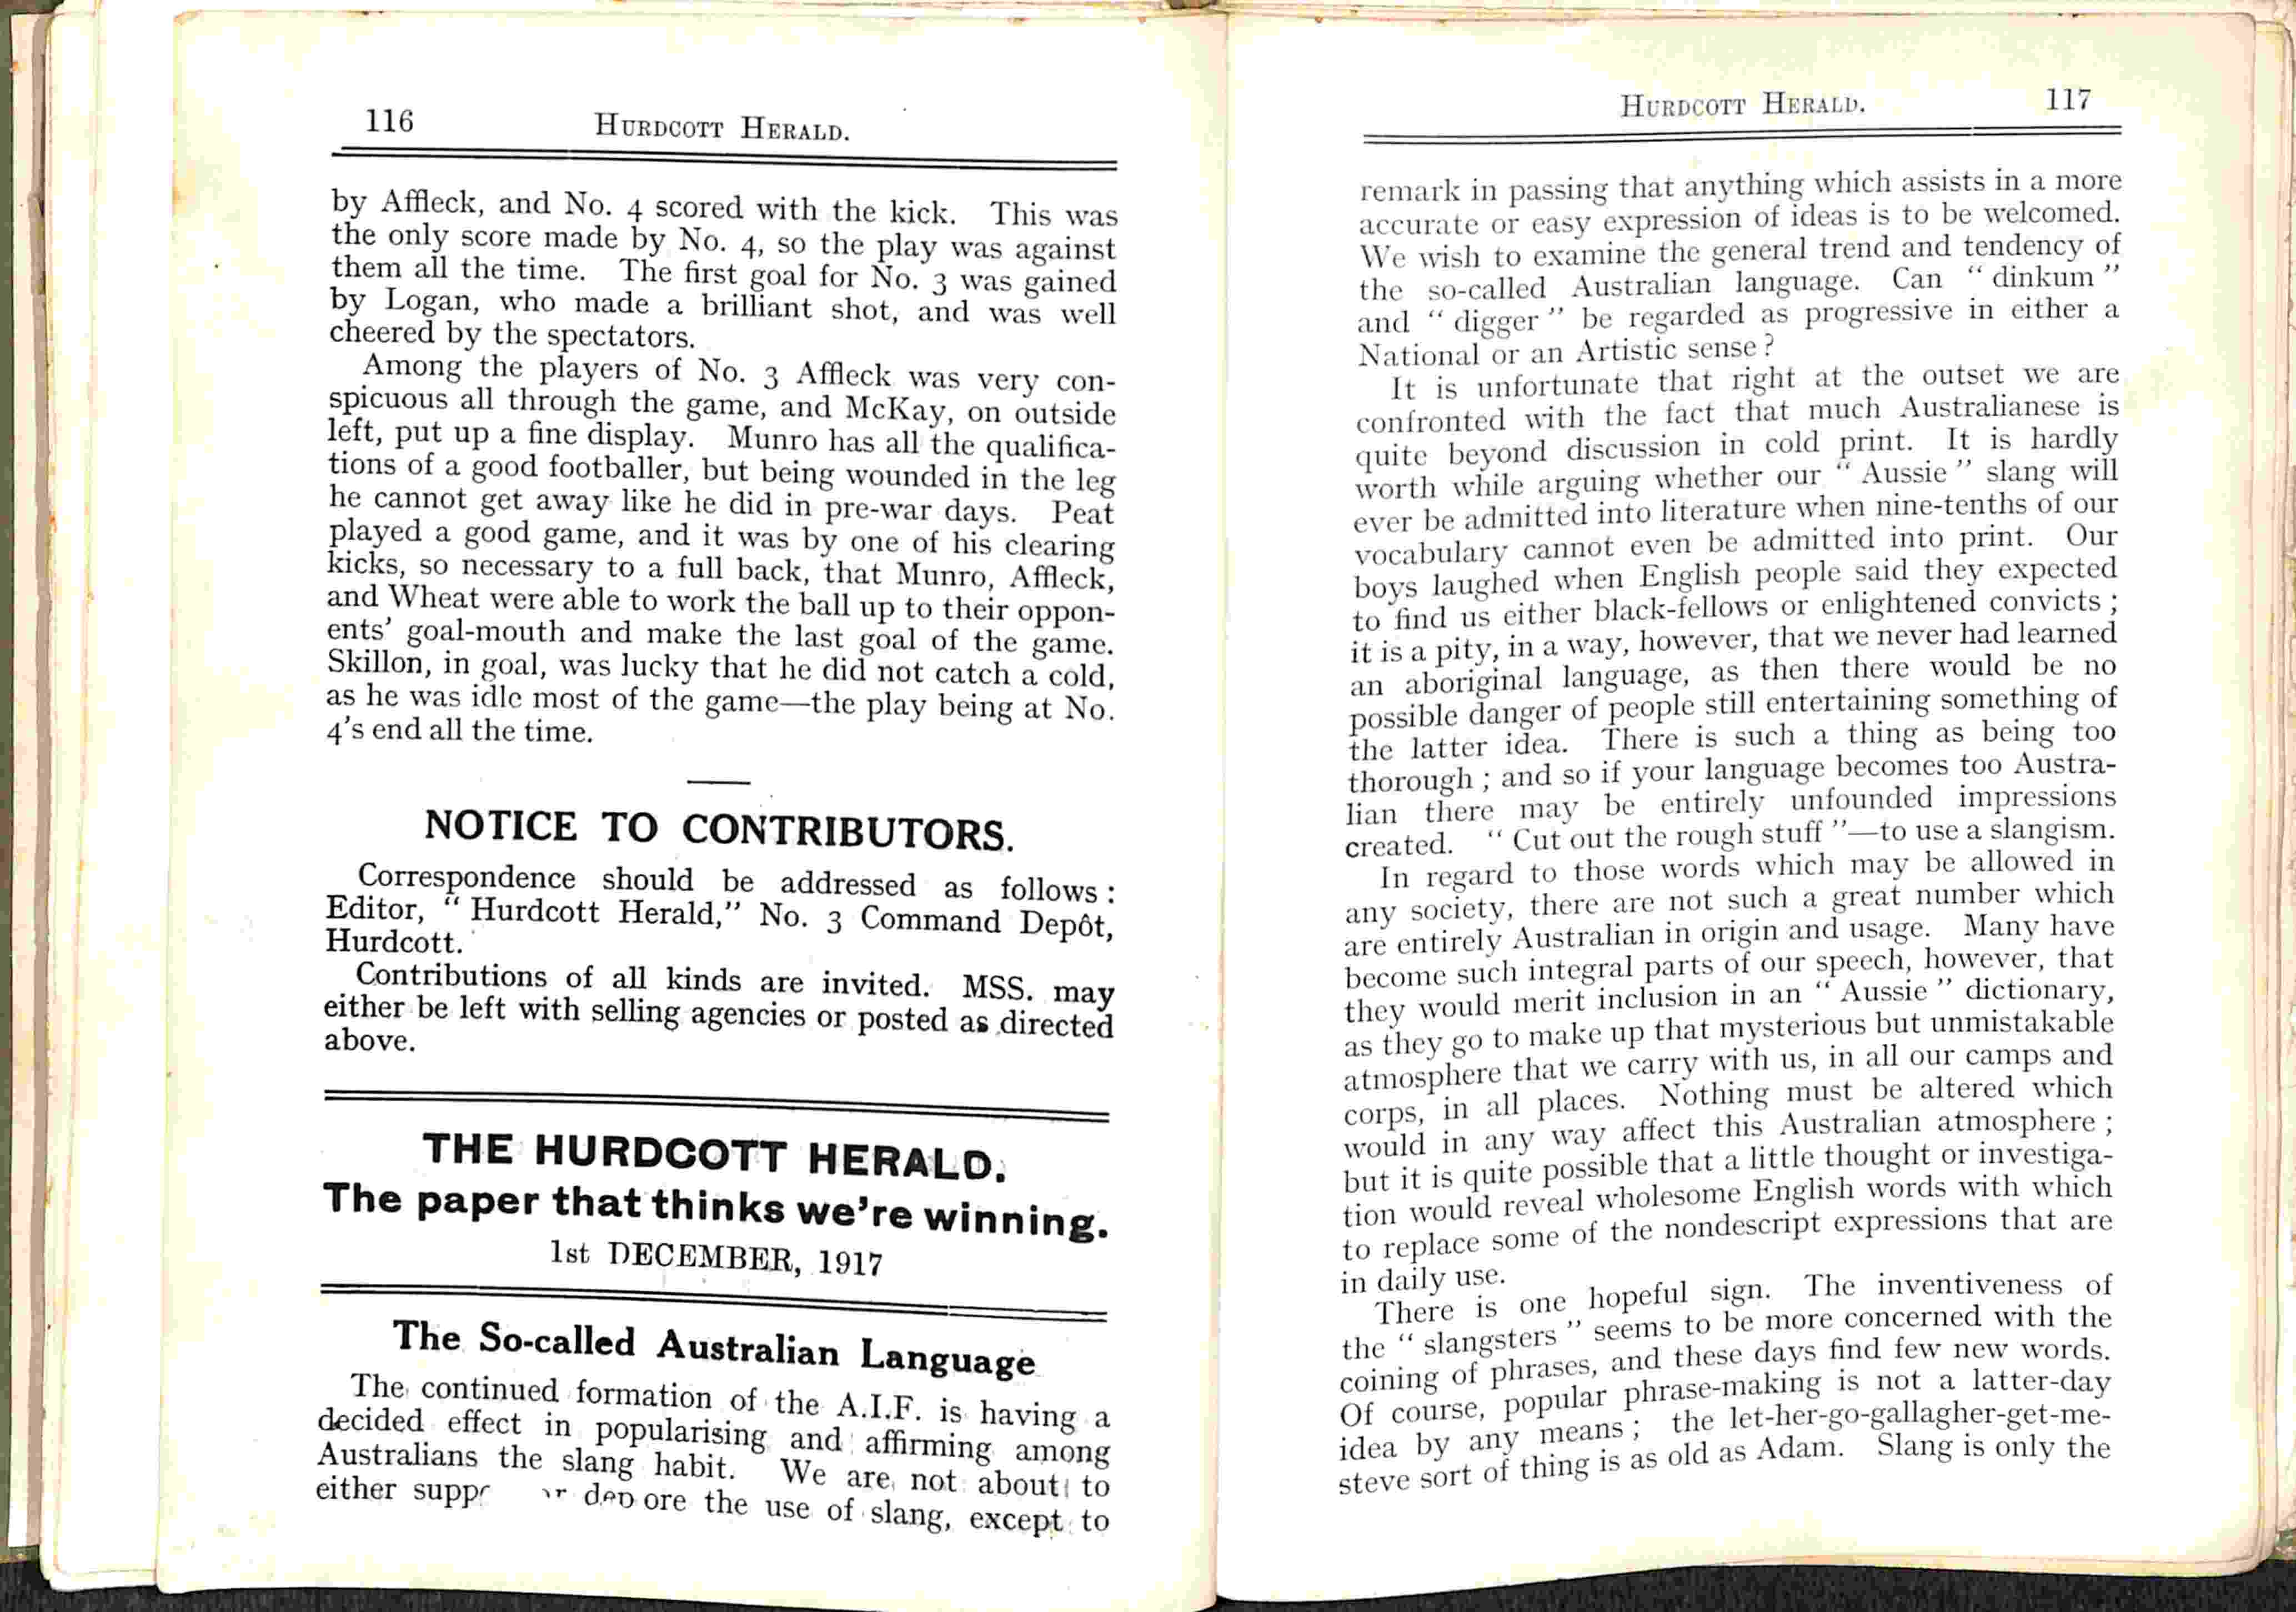 116 HURDCOTT HERALD.
by Affleck, and No. 4 scored with the kick. This was
the only score made by No. 4, so the play was against
them all the time. The first goal for No. 3 was gained
by Logan, who made a brilliant shot, and was well
cheered by the spectators.
Among the players of No. 3 Affleck was very con-
spicuous all through the game, and McKay, on outside
left, put up a fine display. Munro has all the qualifica-
tions of a good footballer, but being wounded in the leg
he cannot get away like he did in pre-war days. Peat
played a good game, and it was by one of his clearing
kicks, so necessary to a full back, that Munro, Affleck,
and Wheat were able to work the ball up to their oppon-
ents' goal-mouth and make the last goal of the game.
Skillon, in goal, was lucky that he did not catch a cold,
as he was idle most of the game—the play being at No.
4's end all the time.
NOTICE TO CONTRIBUTORS.
Correspondence should be addressed as follows :
Editor, " Hurdcott Herald," No. 3 Command Depôt,
Hurdcott.
Contributions of all kinds are invited. MSS. may
either be left with selling agencies or posted as directed
above.
THE HURDCOTT HERALD.
The paper that thinks we're winning.
1st DECEMBER, 1917
The So-called Australian Language
The continued formation of the A.I.F. is having a
decided effect in popularising and affirming among
Australians the slang habit. We are not about to
either the use of slang, except to
HURDCOTT HERALD. 117
remark in passing that anything which assists in a more
accurate or easy expression of ideas is to be welcomed.
We wish to examine the general trend and tendency of
the so-called Australian language. Can " dinkum "
and " digger " be regarded as progressive in either a
National or an Artistic sense ?
It is unfortunate that right at the outset we are
confronted with the fact that much Australianese is
quite beyond discussion in cold print. It is hardly
worth while arguing whether our " Aussie " slang will
ever be admitted into literature when nine-tenths of our
vocabulary cannot even be admitted into print. Our
boys laughed when English people said they expected
to find us either black-fellows or enlightened convicts ;
it is a pity, in a way, however, that we never had learned
an aboriginal language, as then there would be no
possible danger of people still entertaining something of
the latter idea. There is such a thing as being too
thorough ; and so if your language becomes too Austra-
lian there may be entirely unfounded impressions
created. " Cut out the rough stuff "—to use a slangism.
In regard to those words which may be allowed in
any society, there are not such a great number which
are entirely Australian in origin and usage. Many have
become such integral parts of our speech, however, that
they would merit inclusion in an " Aussie " dictionary,
as they go to make up that mysterious but unmistakable
atmosphere that we carry with us, in all our camps and
corps, in all places. Nothing must be altered which
would in any way affect this Australian atmosphere ;
but it is quite possible that a little thought or investiga-
tion would reveal wholesome English words with which
to replace some of the nondescript expressions that are
in daily use.
There is one hopeful sign. The inventiveness of
the " slangsters " seems to be more concerned with the
coining of phrases, and these days find few new words.
Of course, popular phrase-making is not a latter-day
idea by any means ; the let-her-go-gallagher-get-me-
steve sort of thing is as old as Adam. Slang is only the